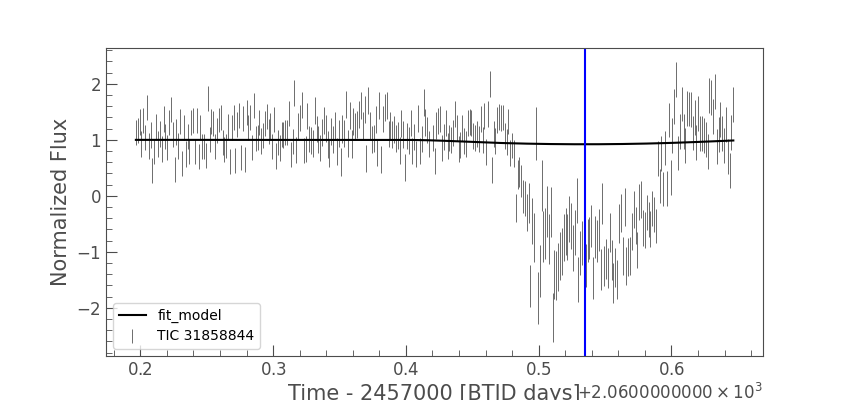 2
1
0
−1
−2
Normalized Flux
fit_model
TIC 31858844
0.2 0.3 0.4 0.5 0.6
Time - 2457000 [BTJD days]
+2.0600000000 × 10³